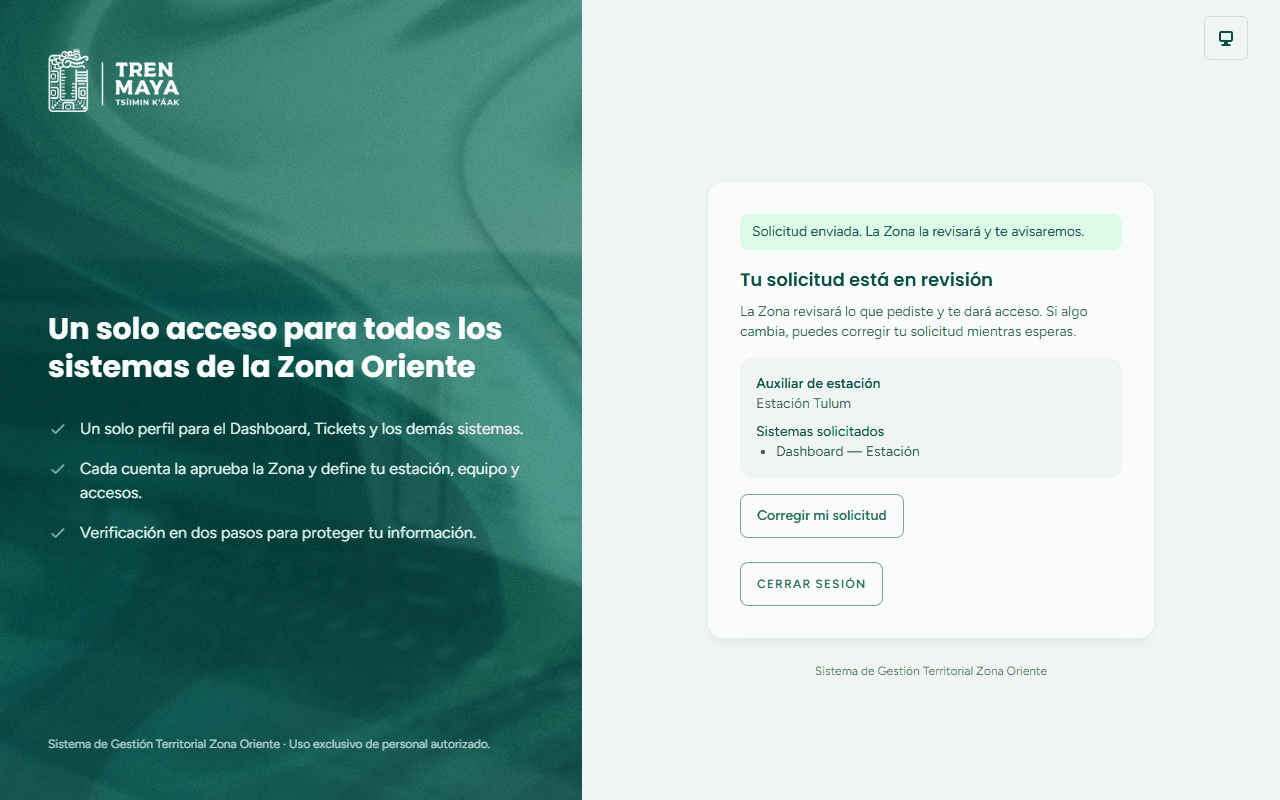 TREN
MAYA
TSÍIMIN K'ÁAK
Un solo acceso para todos los
sistemas de la Zona Oriente
Un solo perfil para el Dashboard, Tickets y los demás sistemas.
Cada cuenta la aprueba la Zona y define tu estación, equipo y
accesos.
Verificación en dos pasos para proteger tu información.
Sistema de Gestión Territorial Zona Oriente · Uso exclusivo de personal autorizado.
Solicitud enviada. La Zona la revisará y te avisaremos.
Tu solicitud está en revisión
La Zona revisará lo que pediste y te dará acceso. Si algo
cambia, puedes corregir tu solicitud mientras esperas.
Auxiliar de estación
Estación Tulum
Sistemas solicitados
• Dashboard — Estación
Corregir mi solicitud
CERRAR SESIÓN
Sistema de Gestión Territorial Zona Oriente